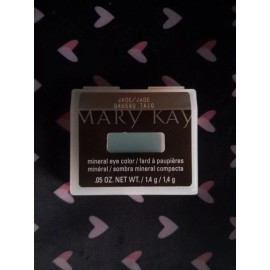 JADE/JADE
MARY KAY
mineral eye color / fard à paupières
minéral / sombra mineral compacta
.05 OZ. NET WT. / 1.4 g / 1,4 g